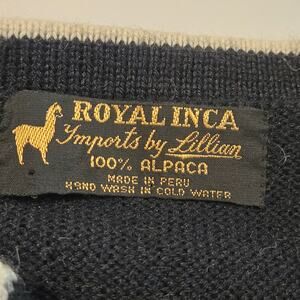 ROYAL INCA
Imports by Lillian
100% ALPACA
MADE IN PERU
HAND WASH IN COLD WATER